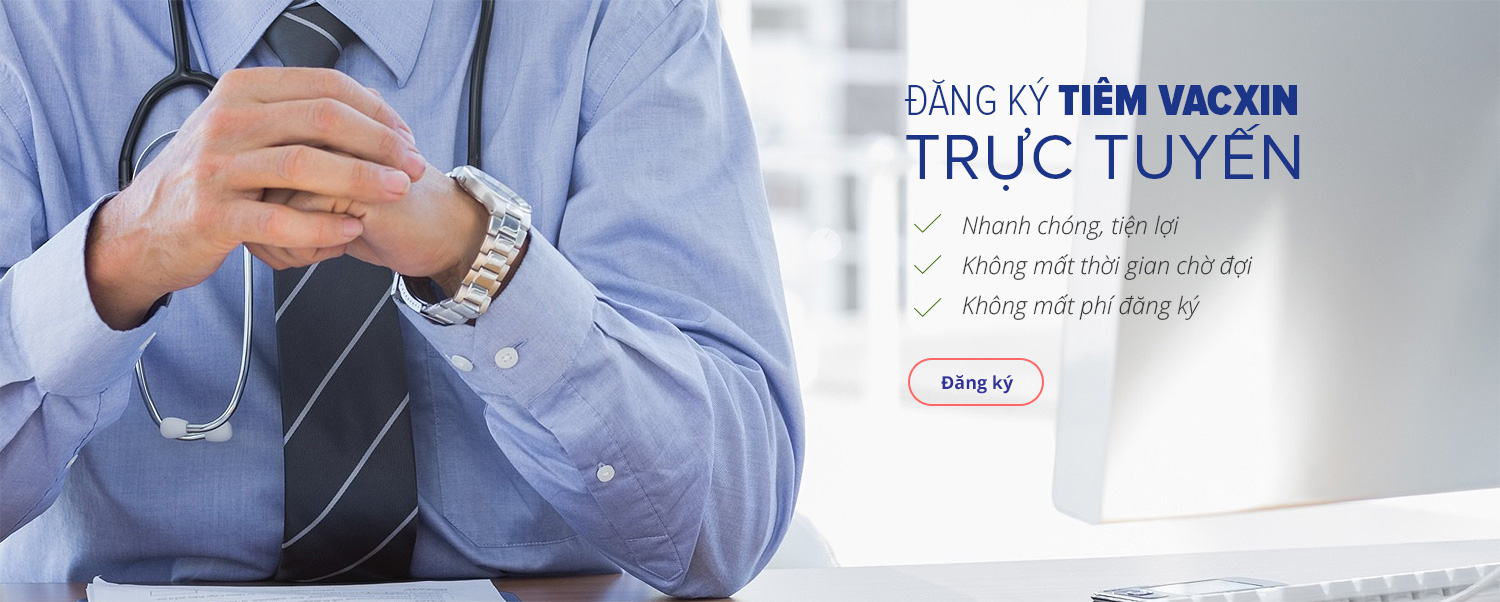 ĐĂNG KÝ TIÊM VACXIN
TRỰC TUYẾN
Nhanh chóng, tiện lợi
Không mất thời gian chờ đợi
Không mất phí đăng ký
Đăng ký